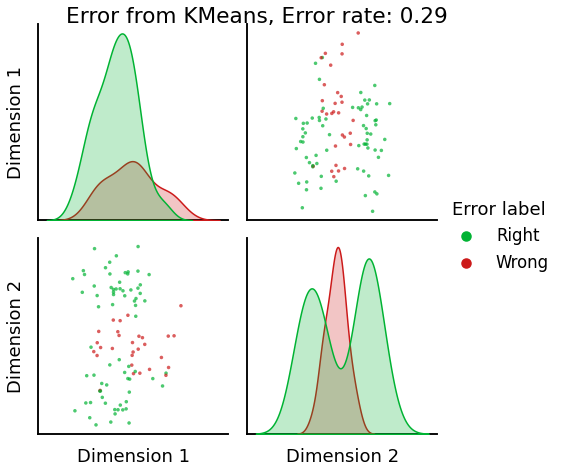 Error from KMeans, Error rate: 0.29
Dimension 1
Error label
Right
Wrong
Dimension 2
Dimension 1
Dimension 2